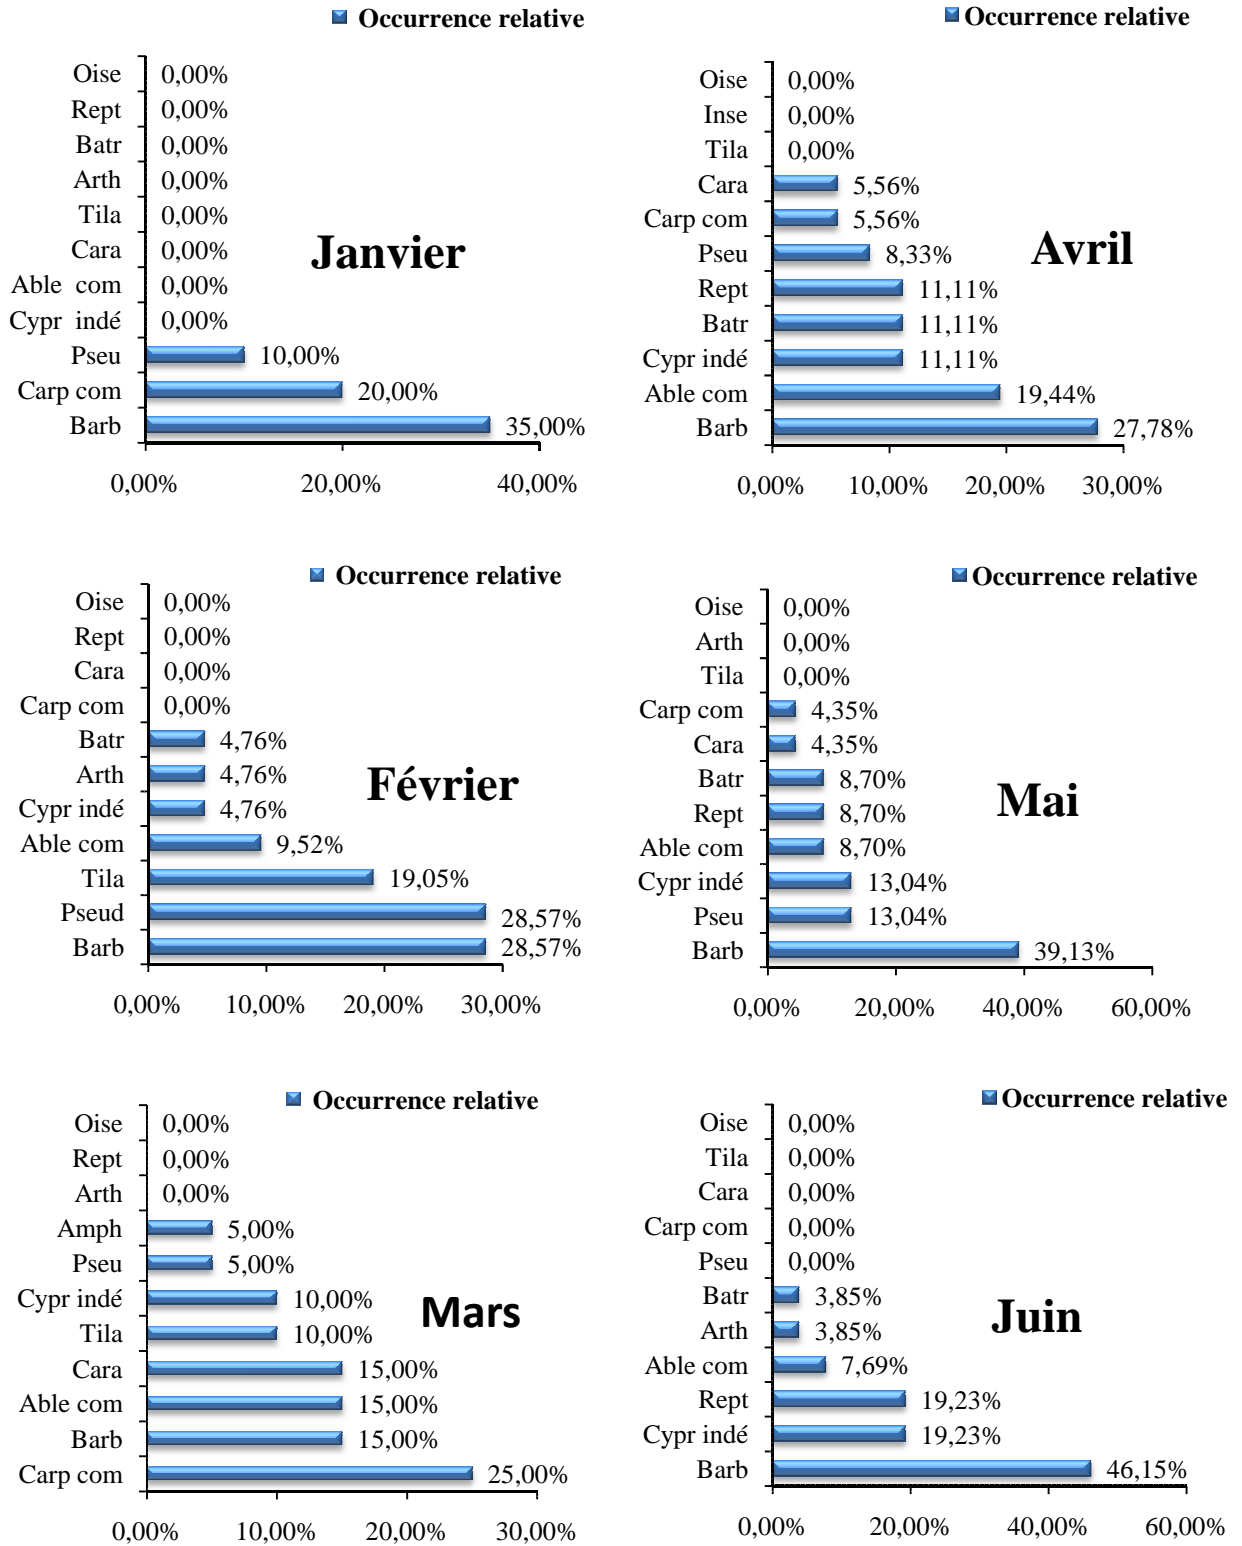 Occurrence relative
Oise 0,00%
Rept 0,00%
Batr 0,00%
Arth 0,00%
Tila 0,00%
Cara 0,00%
Able com 0,00%
Cypr indé 0,00%
Pseu 10,00%
Carp com 20,00%
Barb 35,00%
Janvier
0,00% 20,00% 40,00%
Occurrence relative
Oise 0,00%
Inse 0,00%
Tila 0,00%
Cara 5,56%
Carp com 5,56%
Pseu 8,33%
Rept 11,11%
Batr 11,11%
Cypr indé 11,11%
Able com 19,44%
Barb 27,78%
Avril
0,00% 10,00% 20,00% 30,00%
Occurrence relative
Oise 0,00%
Rept 0,00%
Cara 0,00%
Carp com 0,00%
Batr 4,76%
Arth 4,76%
Cypr indé 4,76%
Able com 9,52%
Tila 19,05%
Pseud 28,57%
Barb 28,57%
Février
0,00% 10,00% 20,00% 30,00%
Occurrence relative
Oise 0,00%
Arth 0,00%
Tila 0,00%
Carp com 4,35%
Cara 4,35%
Batr 8,70%
Rept 8,70%
Able com 8,70%
Cypr indé 13,04%
Pseu 13,04%
Barb 39,13%
Mai
0,00% 20,00% 40,00% 60,00%
Occurrence relative
Oise 0,00%
Rept 0,00%
Arth 0,00%
Amph 5,00%
Pseu 5,00%
Cypr indé 10,00%
Tila 10,00%
Cara 15,00%
Able com 15,00%
Barb 15,00%
Carp com 25,00%
Mars
0,00% 10,00% 20,00% 30,00%
Occurrence relative
Oise 0,00%
Tila 0,00%
Cara 0,00%
Carp com 0,00%
Pseu 0,00%
Batr 3,85%
Arth 3,85%
Able com 7,69%
Rept 19,23%
Cypr indé 19,23%
Barb 46,15%
Juin
0,00% 20,00% 40,00% 60,00%